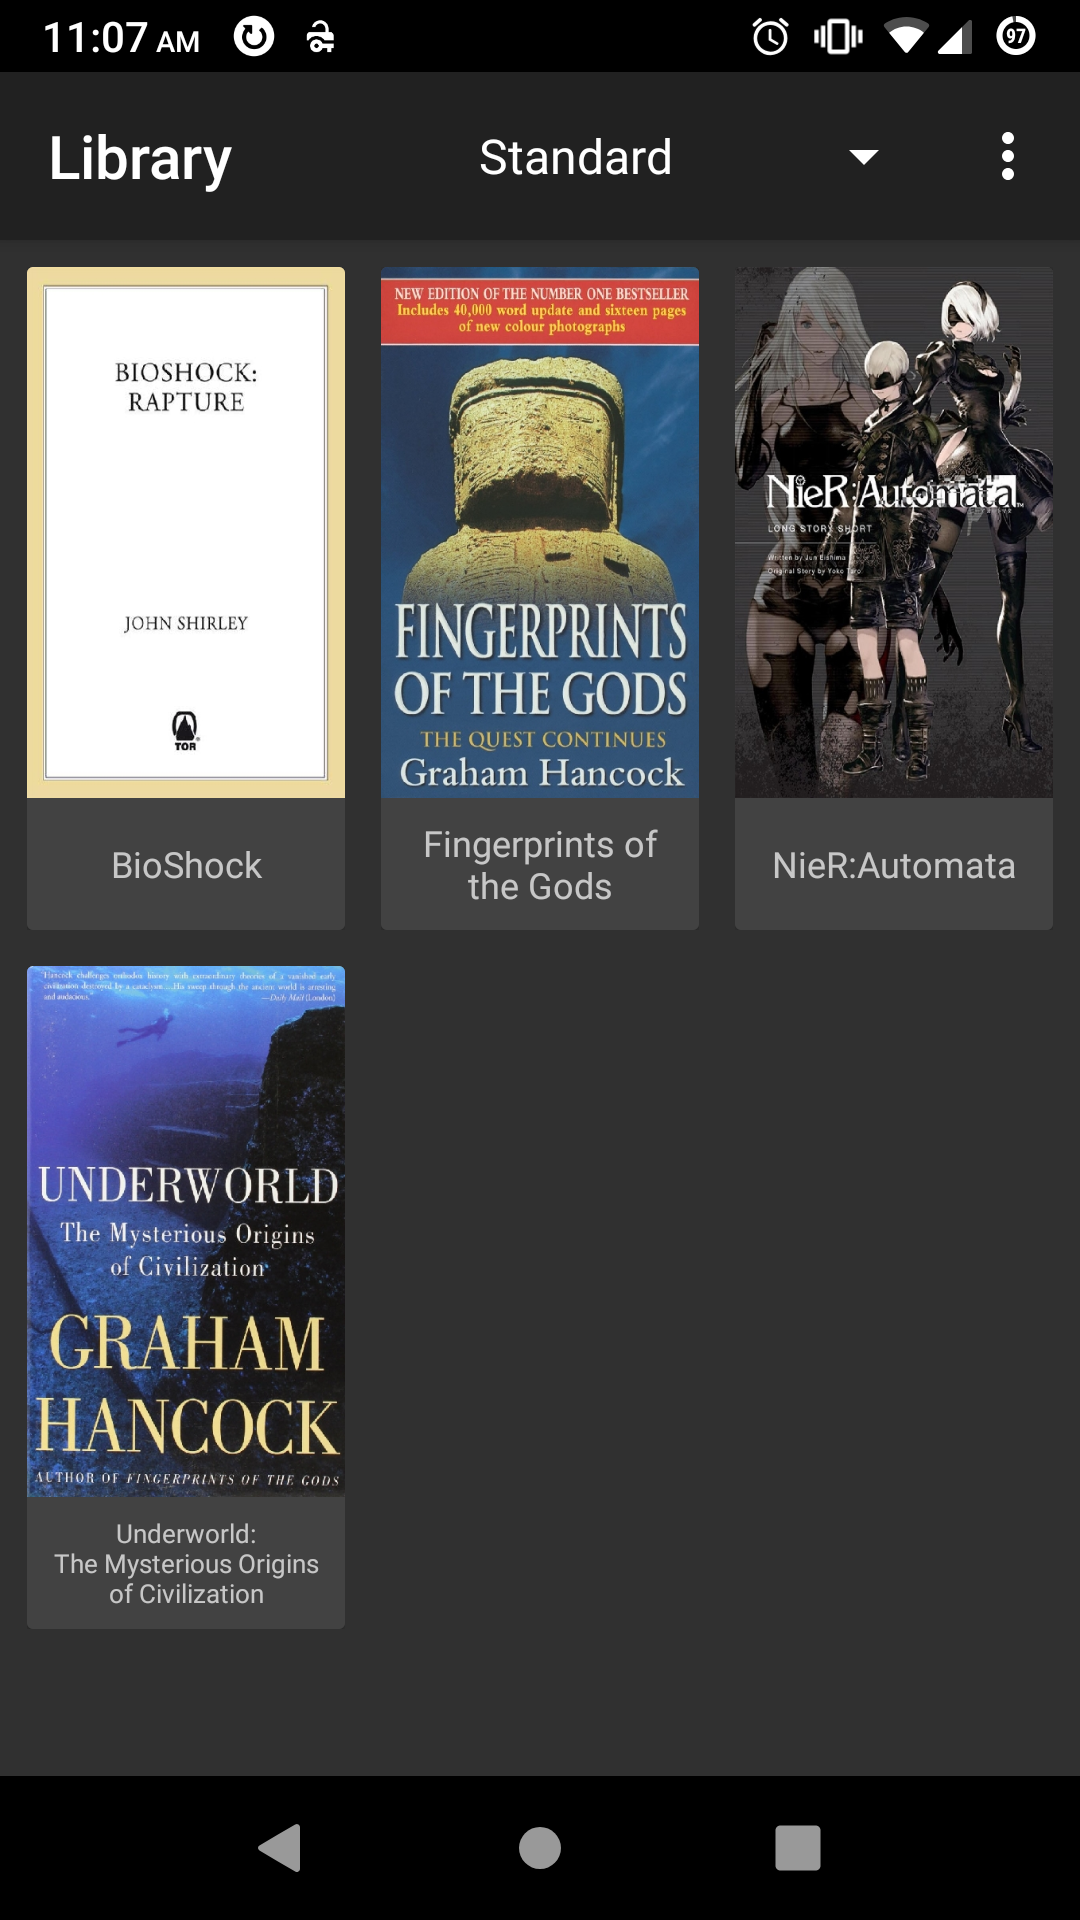 11:07 AM
97
Library
Standard
BIOSHOCK:
RAPTURE
JOHN SHIRLEY
TOR
BioShock
NEW EDITION OF THE NUMBER ONE BESTSELLER
Includes 40,000 word update and sixteen pages
of new colour photographs
FINGERPRINTS
OF THE GODS
THE QUEST CONTINUES
Graham Hancock
Fingerprints of
the Gods
NieR:Automata
LONG STORY SHORT
Written by Jun Eishima
Original Story by Yoko Taro
NieR:Automata
Hancock challenges orthodox history with extraordinary theories of a vanished early
civilization destroyed by a cataclysm....His sweep through the ancient world is arresting
and audacious.
—Daily Mail (London)
UNDERWORLD
The Mysterious Origins
of Civilization
GRAHAM
HANCOCK
AUTHOR OF FINGERPRINTS OF THE GODS
Underworld:
The Mysterious Origins
of Civilization